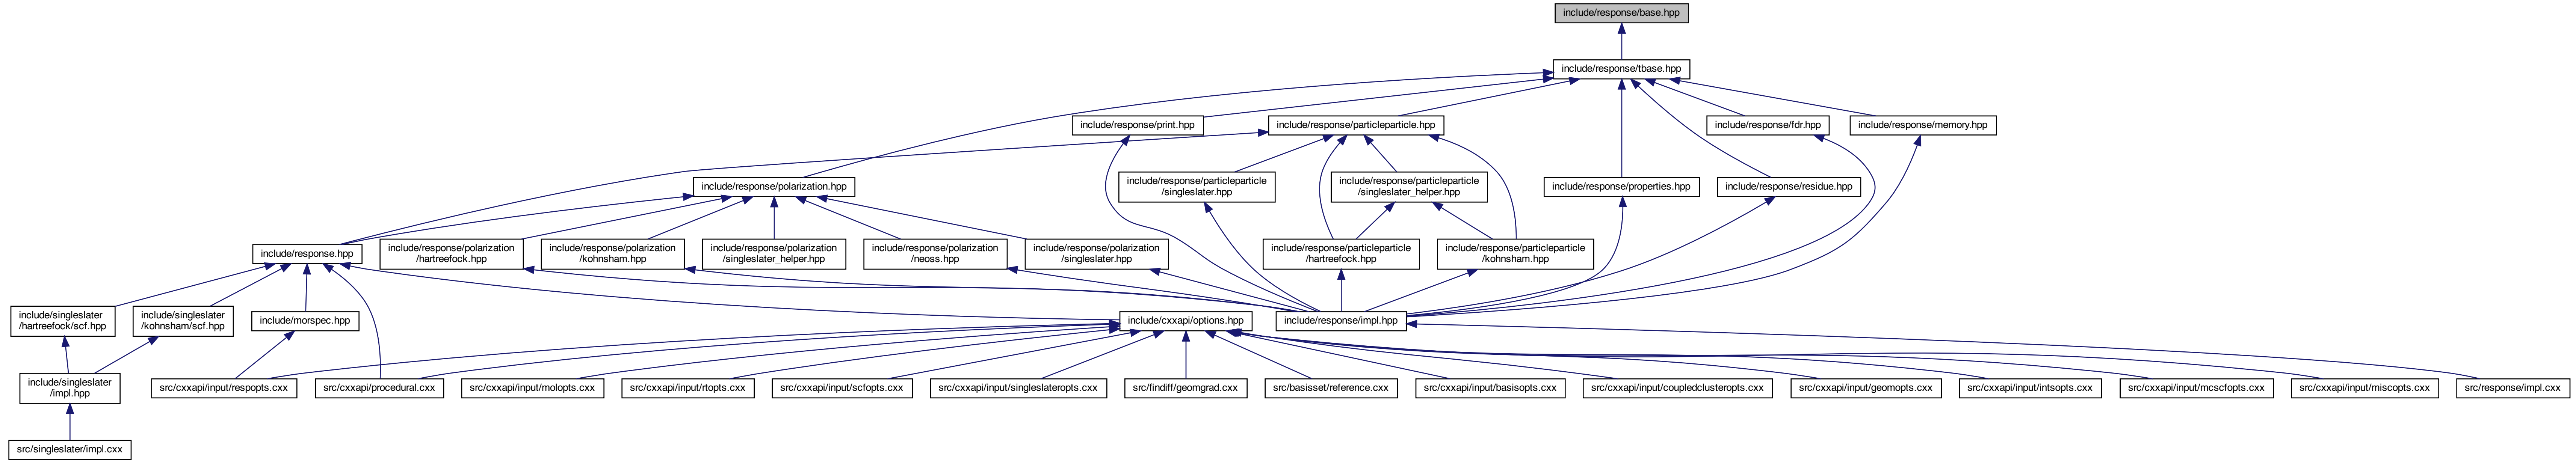 include/response/base.hpp
include/response/tbase.hpp
include/response/print.hpp
include/response/particleparticle.hpp
include/response/fdr.hpp
include/response/memory.hpp
include/response/polarization.hpp
include/response/particleparticle
/singleslater.hpp
include/response/particleparticle
/singleslater_helper.hpp
include/response/properties.hpp
include/response/residue.hpp
include/response.hpp
include/response/polarization
/hartreefock.hpp
include/response/polarization
/kohnsham.hpp
include/response/polarization
/singleslater_helper.hpp
include/response/polarization
/neoss.hpp
include/response/polarization
/singleslater.hpp
include/response/particleparticle
/hartreefock.hpp
include/response/particleparticle
/kohnsham.hpp
include/singleslater
/hartreefock/scf.hpp
include/singleslater
/kohnsham/scf.hpp
include/morspec.hpp
include/cxxapi/options.hpp
include/response/impl.hpp
include/singleslater
/impl.hpp
src/cxxapi/input/respopts.cxx
src/cxxapi/procedural.cxx
src/cxxapi/input/molopts.cxx
src/cxxapi/input/rtopts.cxx
src/cxxapi/input/scfopts.cxx
src/cxxapi/input/singleslateropts.cxx
src/findiff/geomgrad.cxx
src/basisset/reference.cxx
src/cxxapi/input/basisopts.cxx
src/cxxapi/input/coupledclusteropts.cxx
src/cxxapi/input/geomopts.cxx
src/cxxapi/input/intsopts.cxx
src/cxxapi/input/mcscfopts.cxx
src/cxxapi/input/miscopts.cxx
src/response/impl.cxx
src/singleslater/impl.cxx